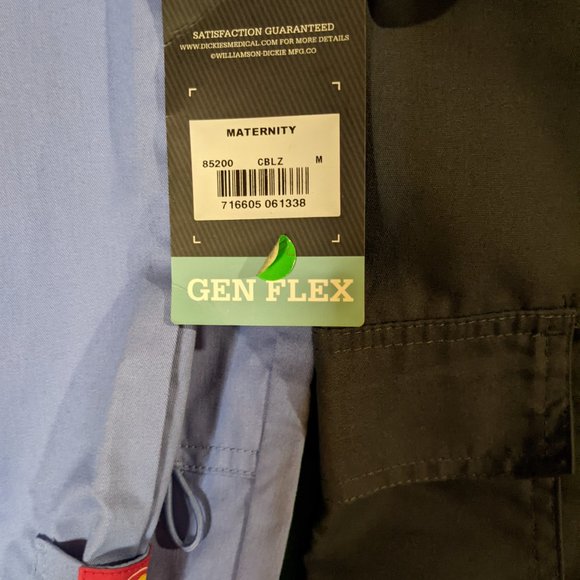 SATISFACTION GUARANTEED
WWW.DICKIESMEDICAL.COM FOR MORE DETAILS
©WILLIAMSON-DICKIE MFG.CO
MATERNITY
85200 CBLZ M
716605 061338
GEN FLEX